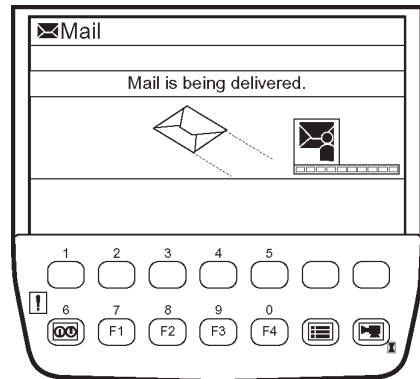 Mail
Mail is being delivered.
1 2 3 4 5
!
6 7 8 9 0
F1 F2 F3 F4